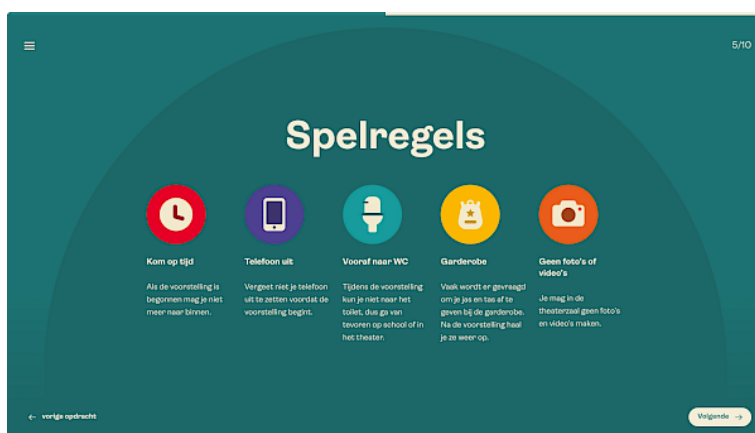 5/10
Spelregels
Kom op tijd
Als de voorstelling is
begonnen mag je niet
meer naar binnen.
Telefoon uit
Vergeet niet je telefoon
uit te zetten voordat de
voorstelling begint.
Vooraf naar WC
Tijdens de voorstelling
kun je niet naar het
toilet, dus ga van
tevoren op school of in
het theater.
Garderobe
Vaak wordt er gevraagd
om je jas en tas af te
geven bij de garderobe.
Na de voorstelling haal
je ze weer op.
Geen foto's of
video's
Je mag in de
theaterzaal geen foto's
en video's maken.
← vorige opdracht
Volgende →